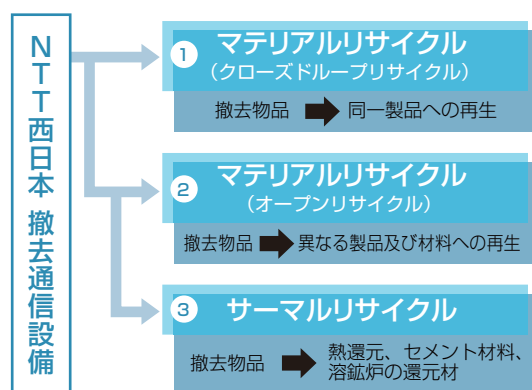 NTT西日本 撤去通信設備
1 マテリアルリサイクル
（クローズドループリサイクル）
撤去物品 同一製品への再生
2 マテリアルリサイクル
（オープンリサイクル）
撤去物品 異なる製品及び材料への再生
3 サーマルリサイクル
撤去物品 熱還元、セメント材料、
溶鉱炉の還元材